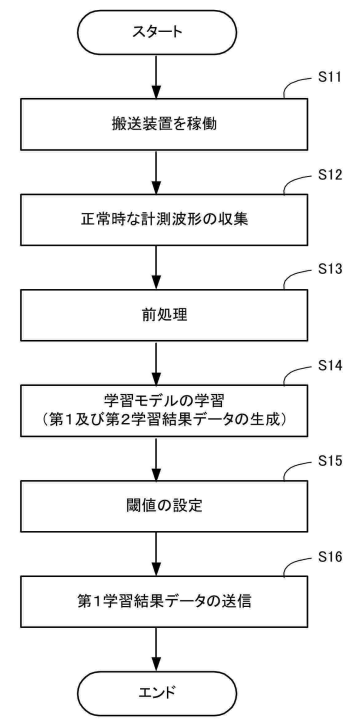 スタート
S11
搬送装置を稼働
S12
正常時な計測波形の収集
S13
前処理
S14
学習モデルの学習
(第1及び第2学習結果データの生成)
S15
閾値の設定
S16
第1学習結果データの送信
エンド